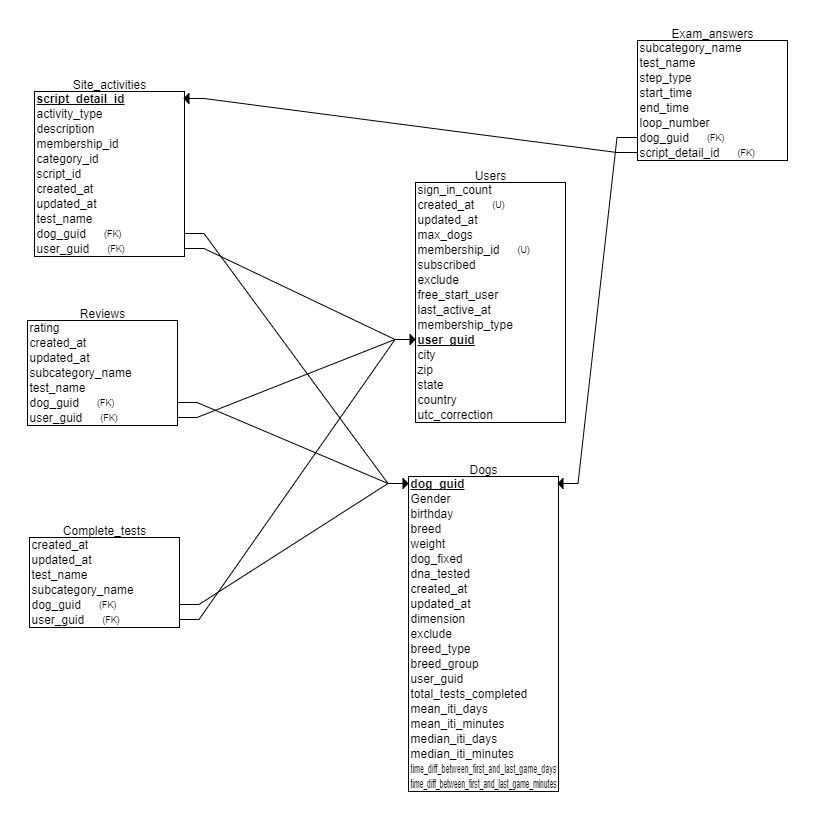 Exam_answers
subcategory_name
test_name
step_type
start_time
end_time
loop_number
dog_guid (FK)
script_detail_id (FK)
Site_activities
script_detail_id
activity_type
description
membership_id
category_id
script_id
created_at
updated_at
test_name
dog_guid (FK)
user_guid (FK)
Users
sign_in_count
created_at (U)
updated_at
max_dogs
membership_id (U)
subscribed
exclude
free_start_user
last_active_at
membership_type
user_guid
city
zip
state
country
utc_correction
Reviews
rating
created_at
updated_at
subcategory_name
test_name
dog_guid (FK)
user_guid (FK)
Dogs
dog_guid
Gender
birthday
breed
weight
dog_fixed
dna_tested
created_at
updated_at
dimension
exclude
breed_type
breed_group
user_guid
total_tests_completed
mean_iti_days
mean_iti_minutes
median_iti_days
median_iti_minutes
time_diff_between_first_and_last_game_days
time_diff_between_first_and_last_game_minutes
Complete_tests
created_at
updated_at
test_name
subcategory_name
dog_guid (FK)
user_guid (FK)